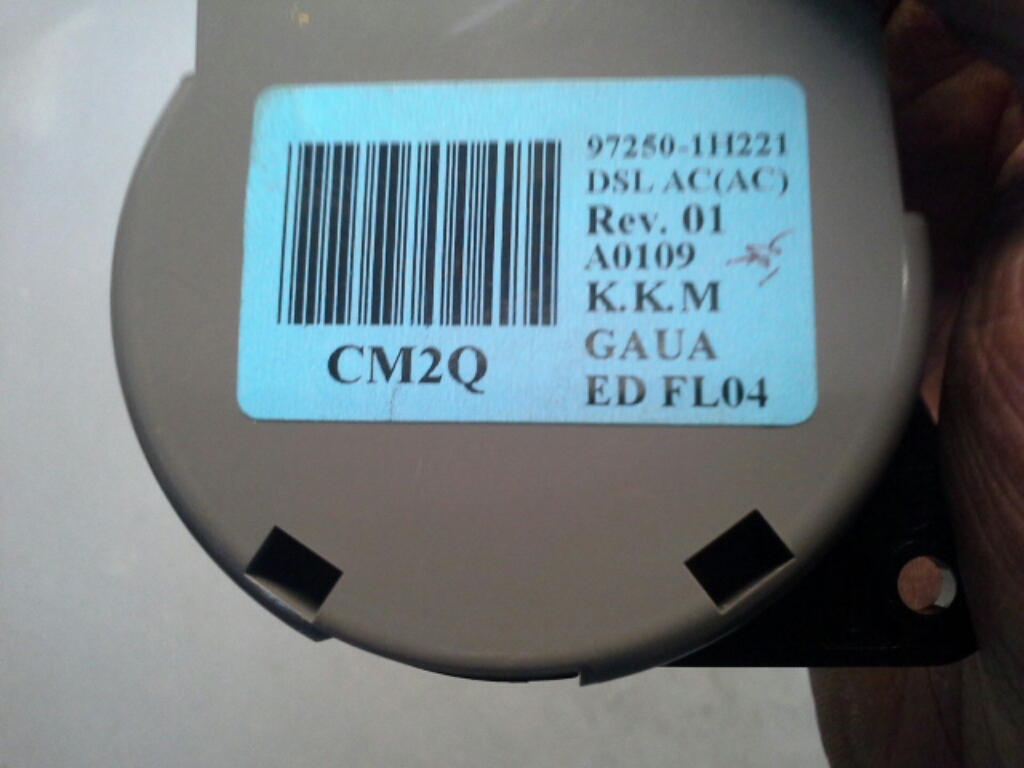 97250-1H221
DSL AC(AC)
Rev. 01
A0109
K.K.M
GAUA
ED FL04
CM2Q